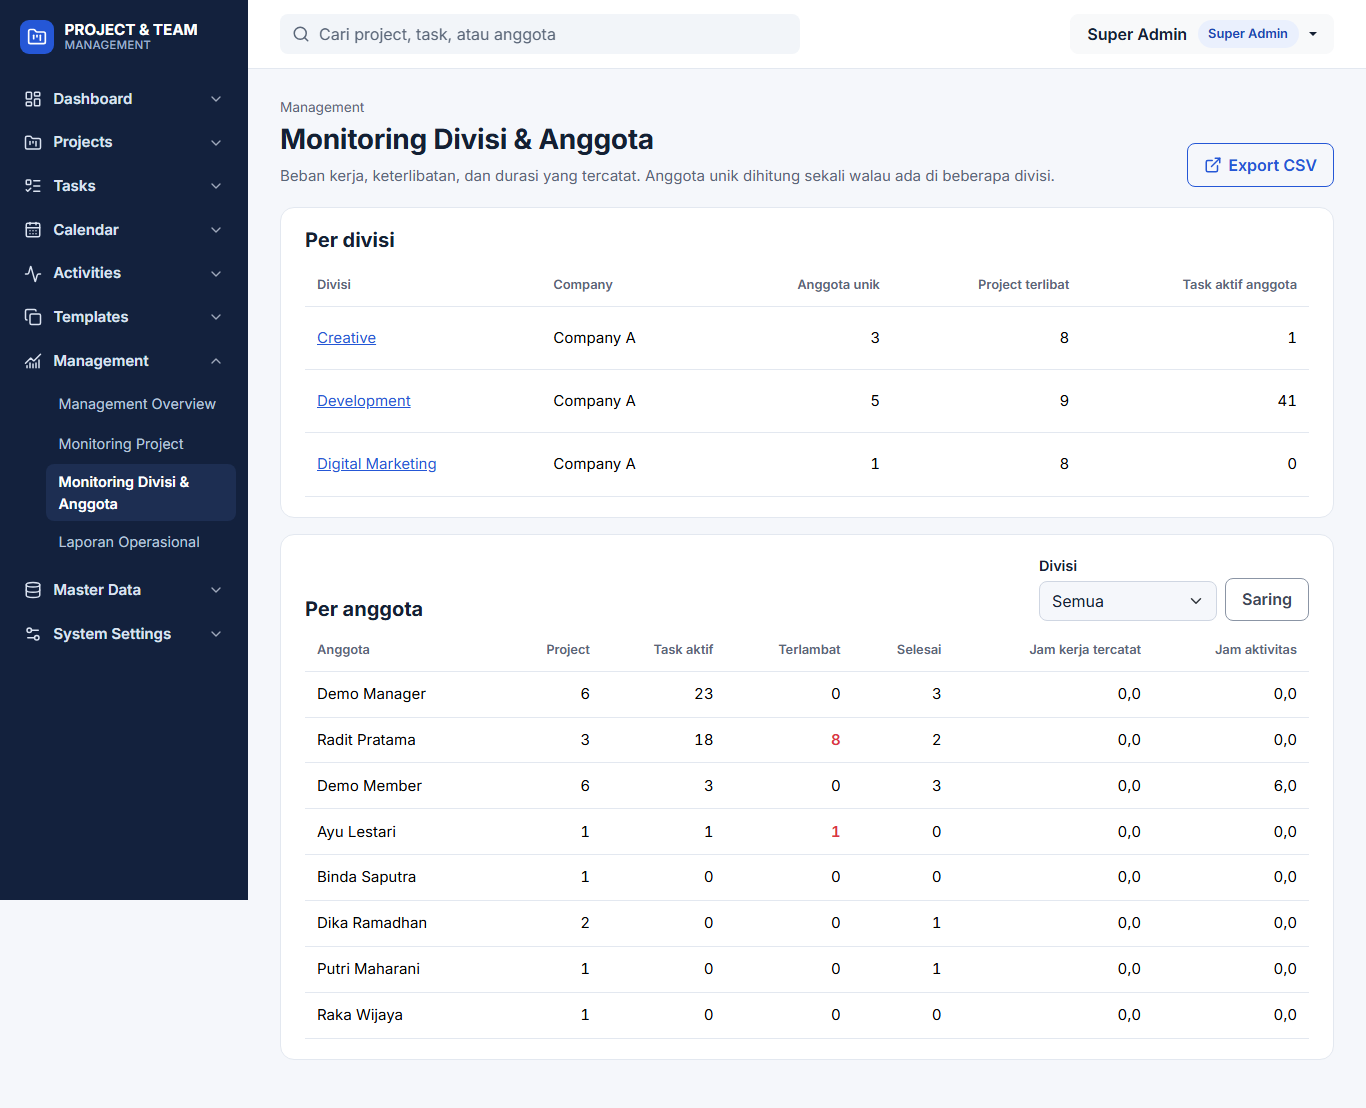 PROJECT & TEAM
MANAGEMENT
Cari project, task, atau anggota
Super Admin
Super Admin
Dashboard
Projects
Tasks
Calendar
Activities
Templates
Management
Management Overview
Monitoring Project
Monitoring Divisi &
Anggota
Laporan Operasional
Master Data
System Settings
Management
Monitoring Divisi & Anggota
Beban kerja, keterlibatan, dan durasi yang tercatat. Anggota unik dihitung sekali walau ada di beberapa divisi.
Export CSV
Per divisi
Divisi Company Anggota unik Project terlibat Task aktif anggota
Creative Company A 3 8 1
Development Company A 5 9 41
Digital Marketing Company A 1 8 0
Divisi
Per anggota
Semua
Saring
Anggota Project Task aktif Terlambat Selesai Jam kerja tercatat Jam aktivitas
Demo Manager 6 23 0 3 0,0 0,0
Radit Pratama 3 18 8 2 0,0 0,0
Demo Member 6 3 0 3 0,0 6,0
Ayu Lestari 1 1 1 0 0,0 0,0
Binda Saputra 1 0 0 0 0,0 0,0
Dika Ramadhan 2 0 0 1 0,0 0,0
Putri Maharani 1 0 0 1 0,0 0,0
Raka Wijaya 1 0 0 0 0,0 0,0